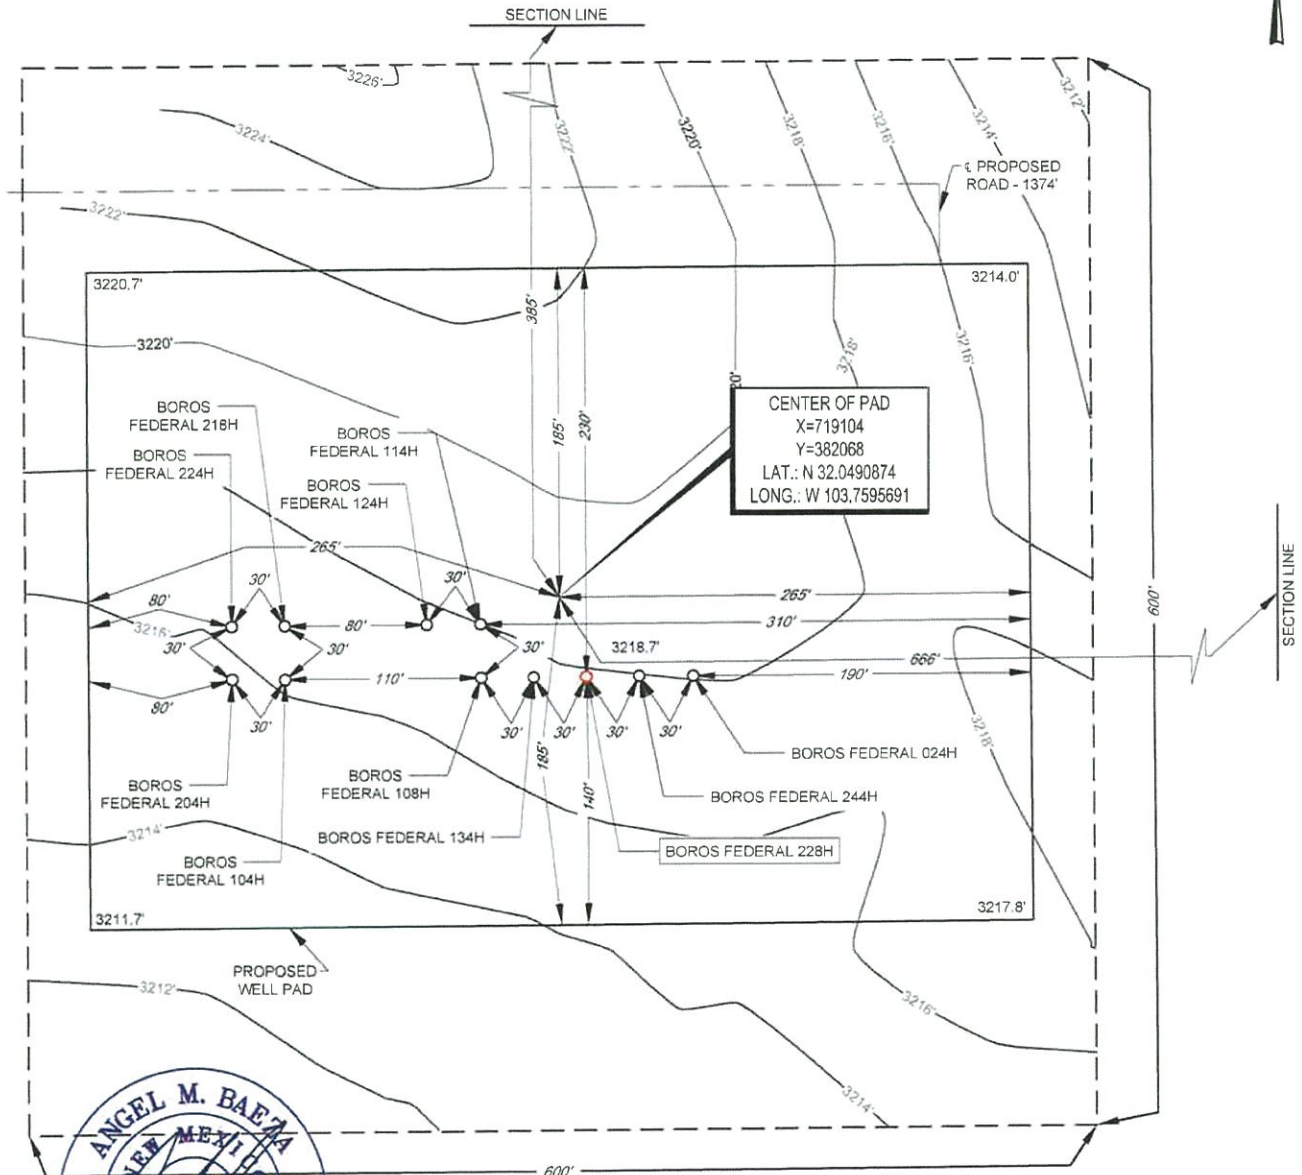 SECTION LINE
3226'
3224'
3222'
3220'
3218'
3216'
3214'
3212'
℄ PROPOSED
ROAD - 1374'
3222'
3220.7'
3214.0'
385'
3220'
3218'
3216'
185'
230'
20'
CENTER OF PAD
X=719104
Y=382068
LAT.: N 32.0490874
LONG.: W 103.7595691
BOROS
FEDERAL 218H
BOROS
FEDERAL 114H
BOROS
FEDERAL 224H
BOROS
FEDERAL 124H
265'
30'
30'
80'
80'
265'
310'
600'
SECTION LINE
3216'
30'
30'
30'
3218.7'
666'
110'
190'
80'
30'
30'
30'
30'
30'
3218'
185'
140'
BOROS FEDERAL 024H
BOROS
FEDERAL 204H
BOROS
FEDERAL 108H
BOROS FEDERAL 244H
3214'
BOROS FEDERAL 134H
BOROS FEDERAL 228H
BOROS
FEDERAL 104H
3211.7'
3217.8'
PROPOSED
WELL PAD
3212'
3216'
3214'
ANGEL M. BAEZA
NEW MEXICO
600'